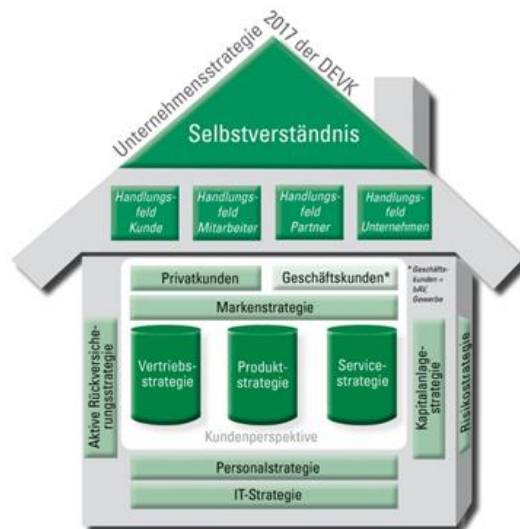 Unternehmensstrategie 2017 der DEVK
Selbstverständnis
Handlungs-
feld
Kunde
Handlungs-
feld
Mitarbeiter
Handlungs-
feld
Partner
Handlungs-
feld
Unternehmen
Privatkunden
Geschäftskunden*
* Geschäfts-
kunden =
bAV,
Gewerbe
Markenstrategie
Aktive Rückversiche-
rungsstrategie
Vertriebs-
strategie
Produkt-
strategie
Service-
strategie
Kapitalanlage-
strategie
Risikostrategie
Kundenperspektive
Personalstrategie
IT-Strategie